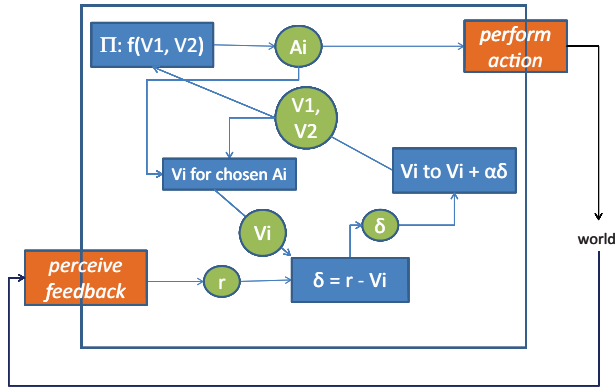 Π: f(V1, V2)
Ai
perform
action
V1,
V2
Vi for chosen Ai
Vi to Vi + αδ
Vi
δ
world
perceive
feedback
r
δ = r - Vi